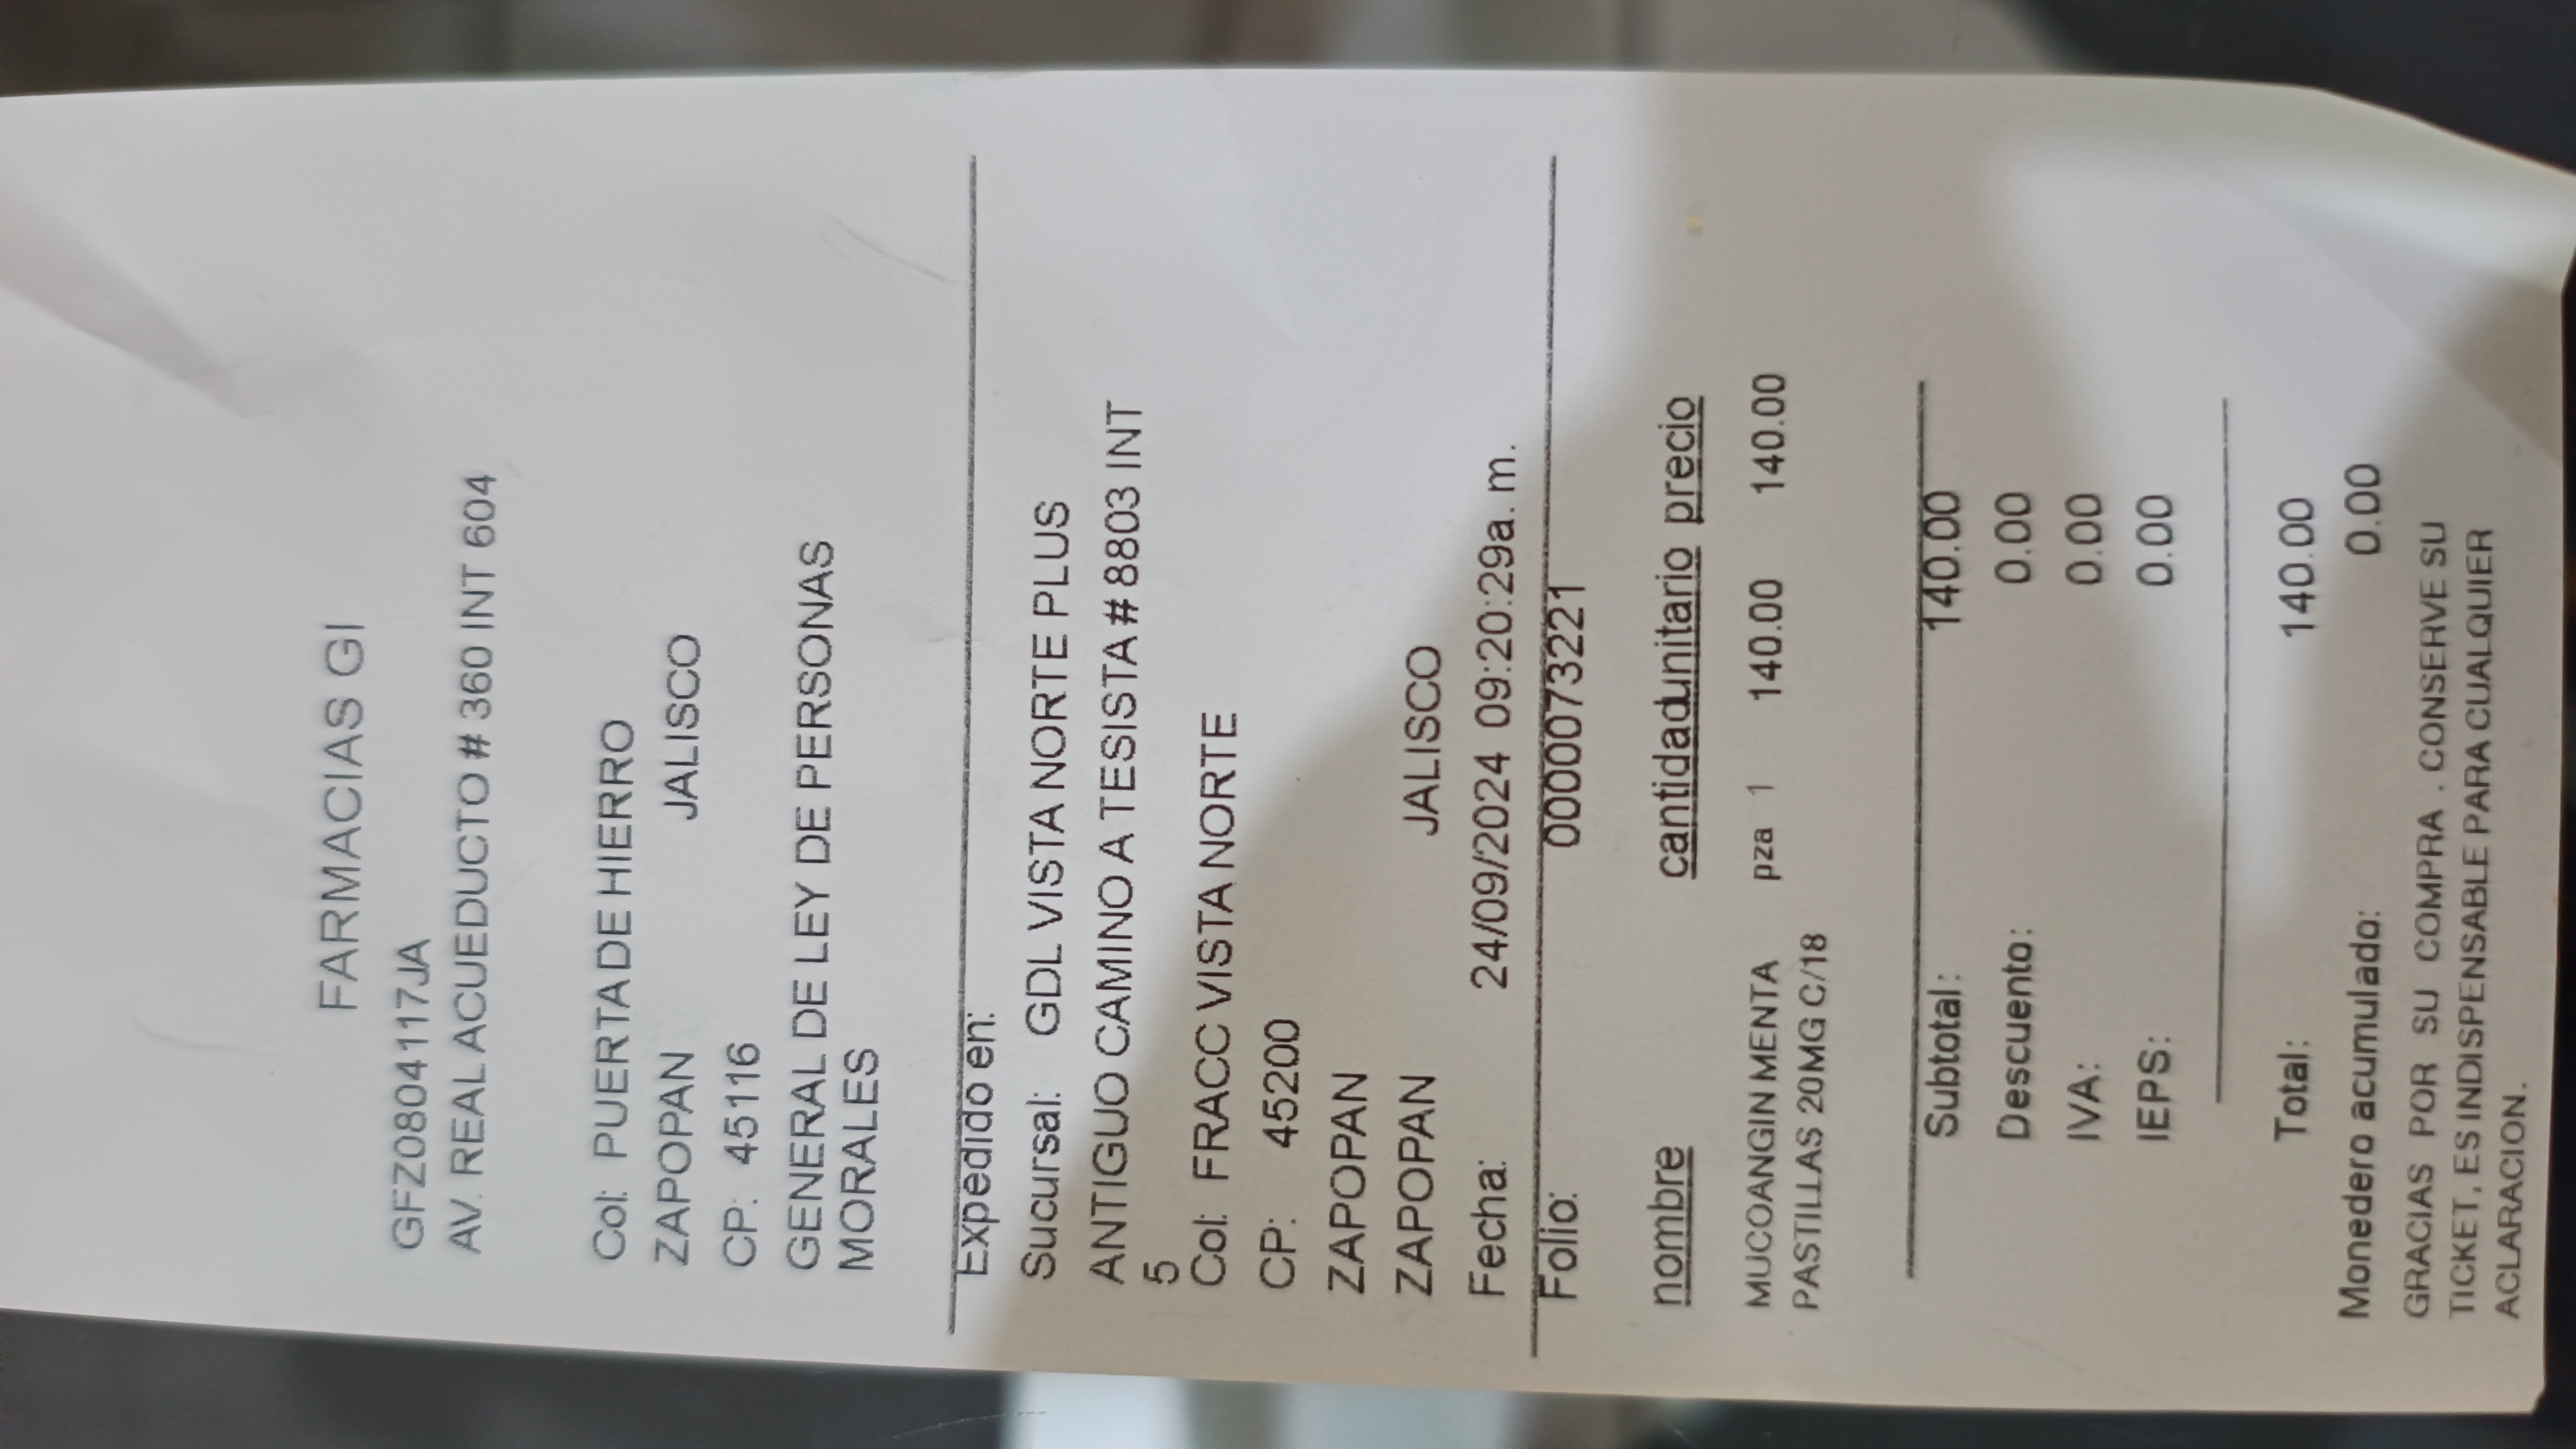 FARMACIAS GI
GFZ0804117JA
AV. REAL ACUEDUCTO # 360 INT 604
Col: PUERTA DE HIERRO
ZAPOPAN JALISCO
CP: 45116
GENERAL DE LEY DE PERSONAS
MORALES
Expedido en:
Sucursal: GDL VISTA NORTE PLUS
ANTIGUO CAMINO A TESISTA # 8803 INT
5
Col: FRACC VISTA NORTE
CP: 45200
ZAPOPAN
ZAPOPAN JALISCO
Fecha: 24/09/2024 09:20:29a. m.
Folio: 0000073221
nombre cantidad unitario precio
MUCOANGIN MENTA pza 1 140.00 140.00
PASTILLAS 20MG C/18
Subtotal: 140.00
Descuento: 0.00
IVA: 0.00
IEPS: 0.00
Total: 140.00
Monedero acumulado: 0.00
GRACIAS POR SU COMPRA , CONSERVE SU
TICKET, ES INDISPENSABLE PARA CUALQUIER
ACLARACION.